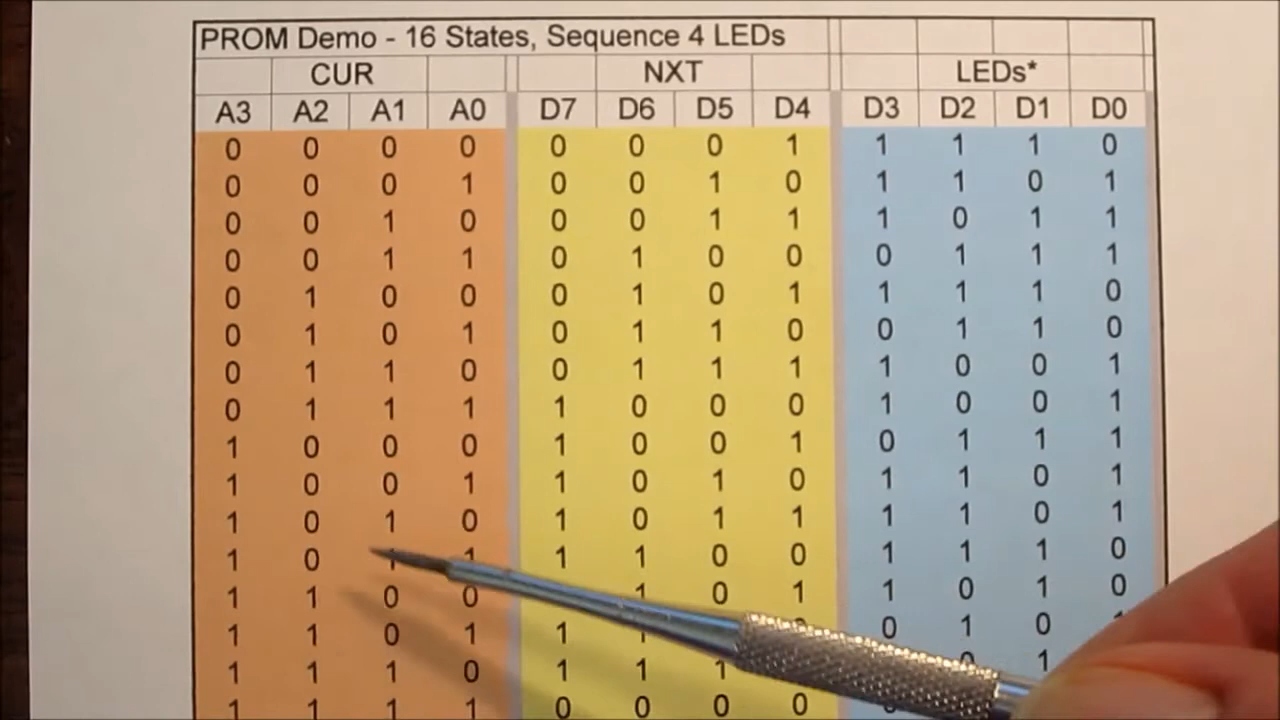 PROM Demo - 16 States, Sequence 4 LEDs
CUR NXT LEDs*
A3 A2 A1 A0 D7 D6 D5 D4 D3 D2 D1 D0
0 0 0 0 0 0 0 1 1 1 1 0
0 0 0 1 0 0 1 0 1 1 0 1
0 0 1 0 0 0 1 1 1 0 1 1
0 0 1 1 0 1 0 0 0 1 1 1
0 1 0 0 0 1 0 1 1 1 1 0
0 1 0 1 0 1 1 0 0 1 1 0
0 1 1 0 0 1 1 1 1 0 0 1
0 1 1 1 1 0 0 0 1 0 0 1
1 0 0 0 1 0 0 1 0 1 1 1
1 0 0 1 1 0 1 0 1 1 0 1
1 0 1 0 1 0 1 1 1 1 0 1
1 0 1 1 1 1 0 0 1 1 1 0
1 1 0 0 1 0 1 1 0 1 0
1 1 0 1 1 0 1 0
1 1 1 0 1 1 1 1
1 1 1 1 0 0 0 0